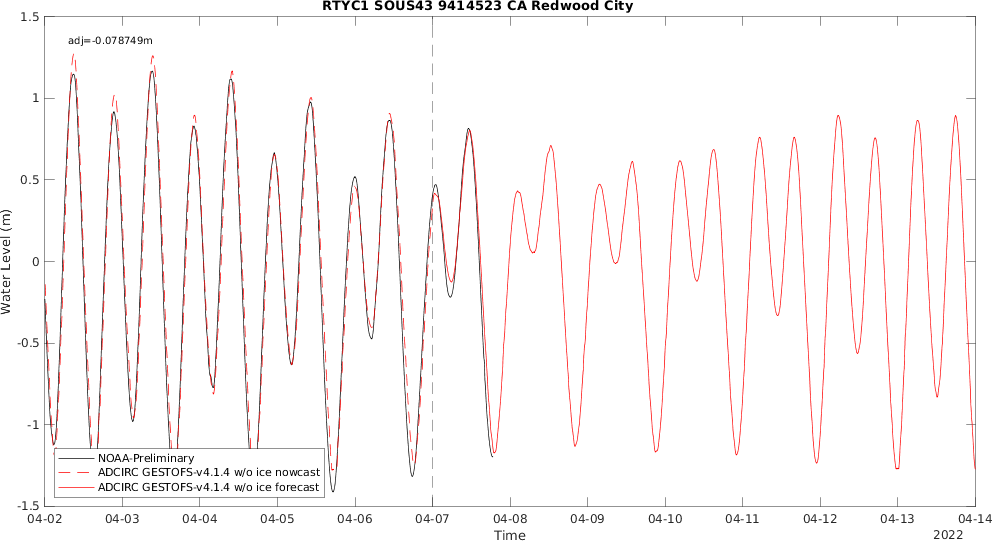 RTYC1 SOUS43 9414523 CA Redwood City
adj=-0.078749m
1.5
1
0.5
0
-0.5
-1
-1.5
Water Level (m)
NOAA-Preliminary
ADCIRC GESTOFS-v4.1.4 w/o ice nowcast
ADCIRC GESTOFS-v4.1.4 w/o ice forecast
04-02 04-03 04-04 04-05 04-06 04-07 04-08 04-09 04-10 04-11 04-12 04-13 04-14
Time
2022